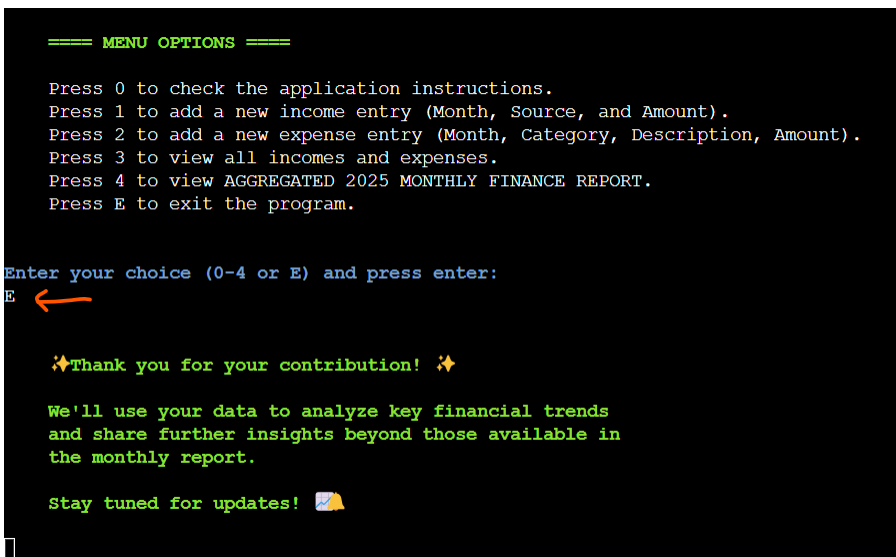 ==== MENU OPTIONS ====
Press 0 to check the application instructions.
Press 1 to add a new income entry (Month, Source, and Amount).
Press 2 to add a new expense entry (Month, Category, Description, Amount).
Press 3 to view all incomes and expenses.
Press 4 to view AGGREGATED 2025 MONTHLY FINANCE REPORT.
Press E to exit the program.
Enter your choice (0-4 or E) and press enter:
E
✨Thank you for your contribution! ✨
We'll use your data to analyze key financial trends
and share further insights beyond those available in
the monthly report.
Stay tuned for updates! 📈🔔